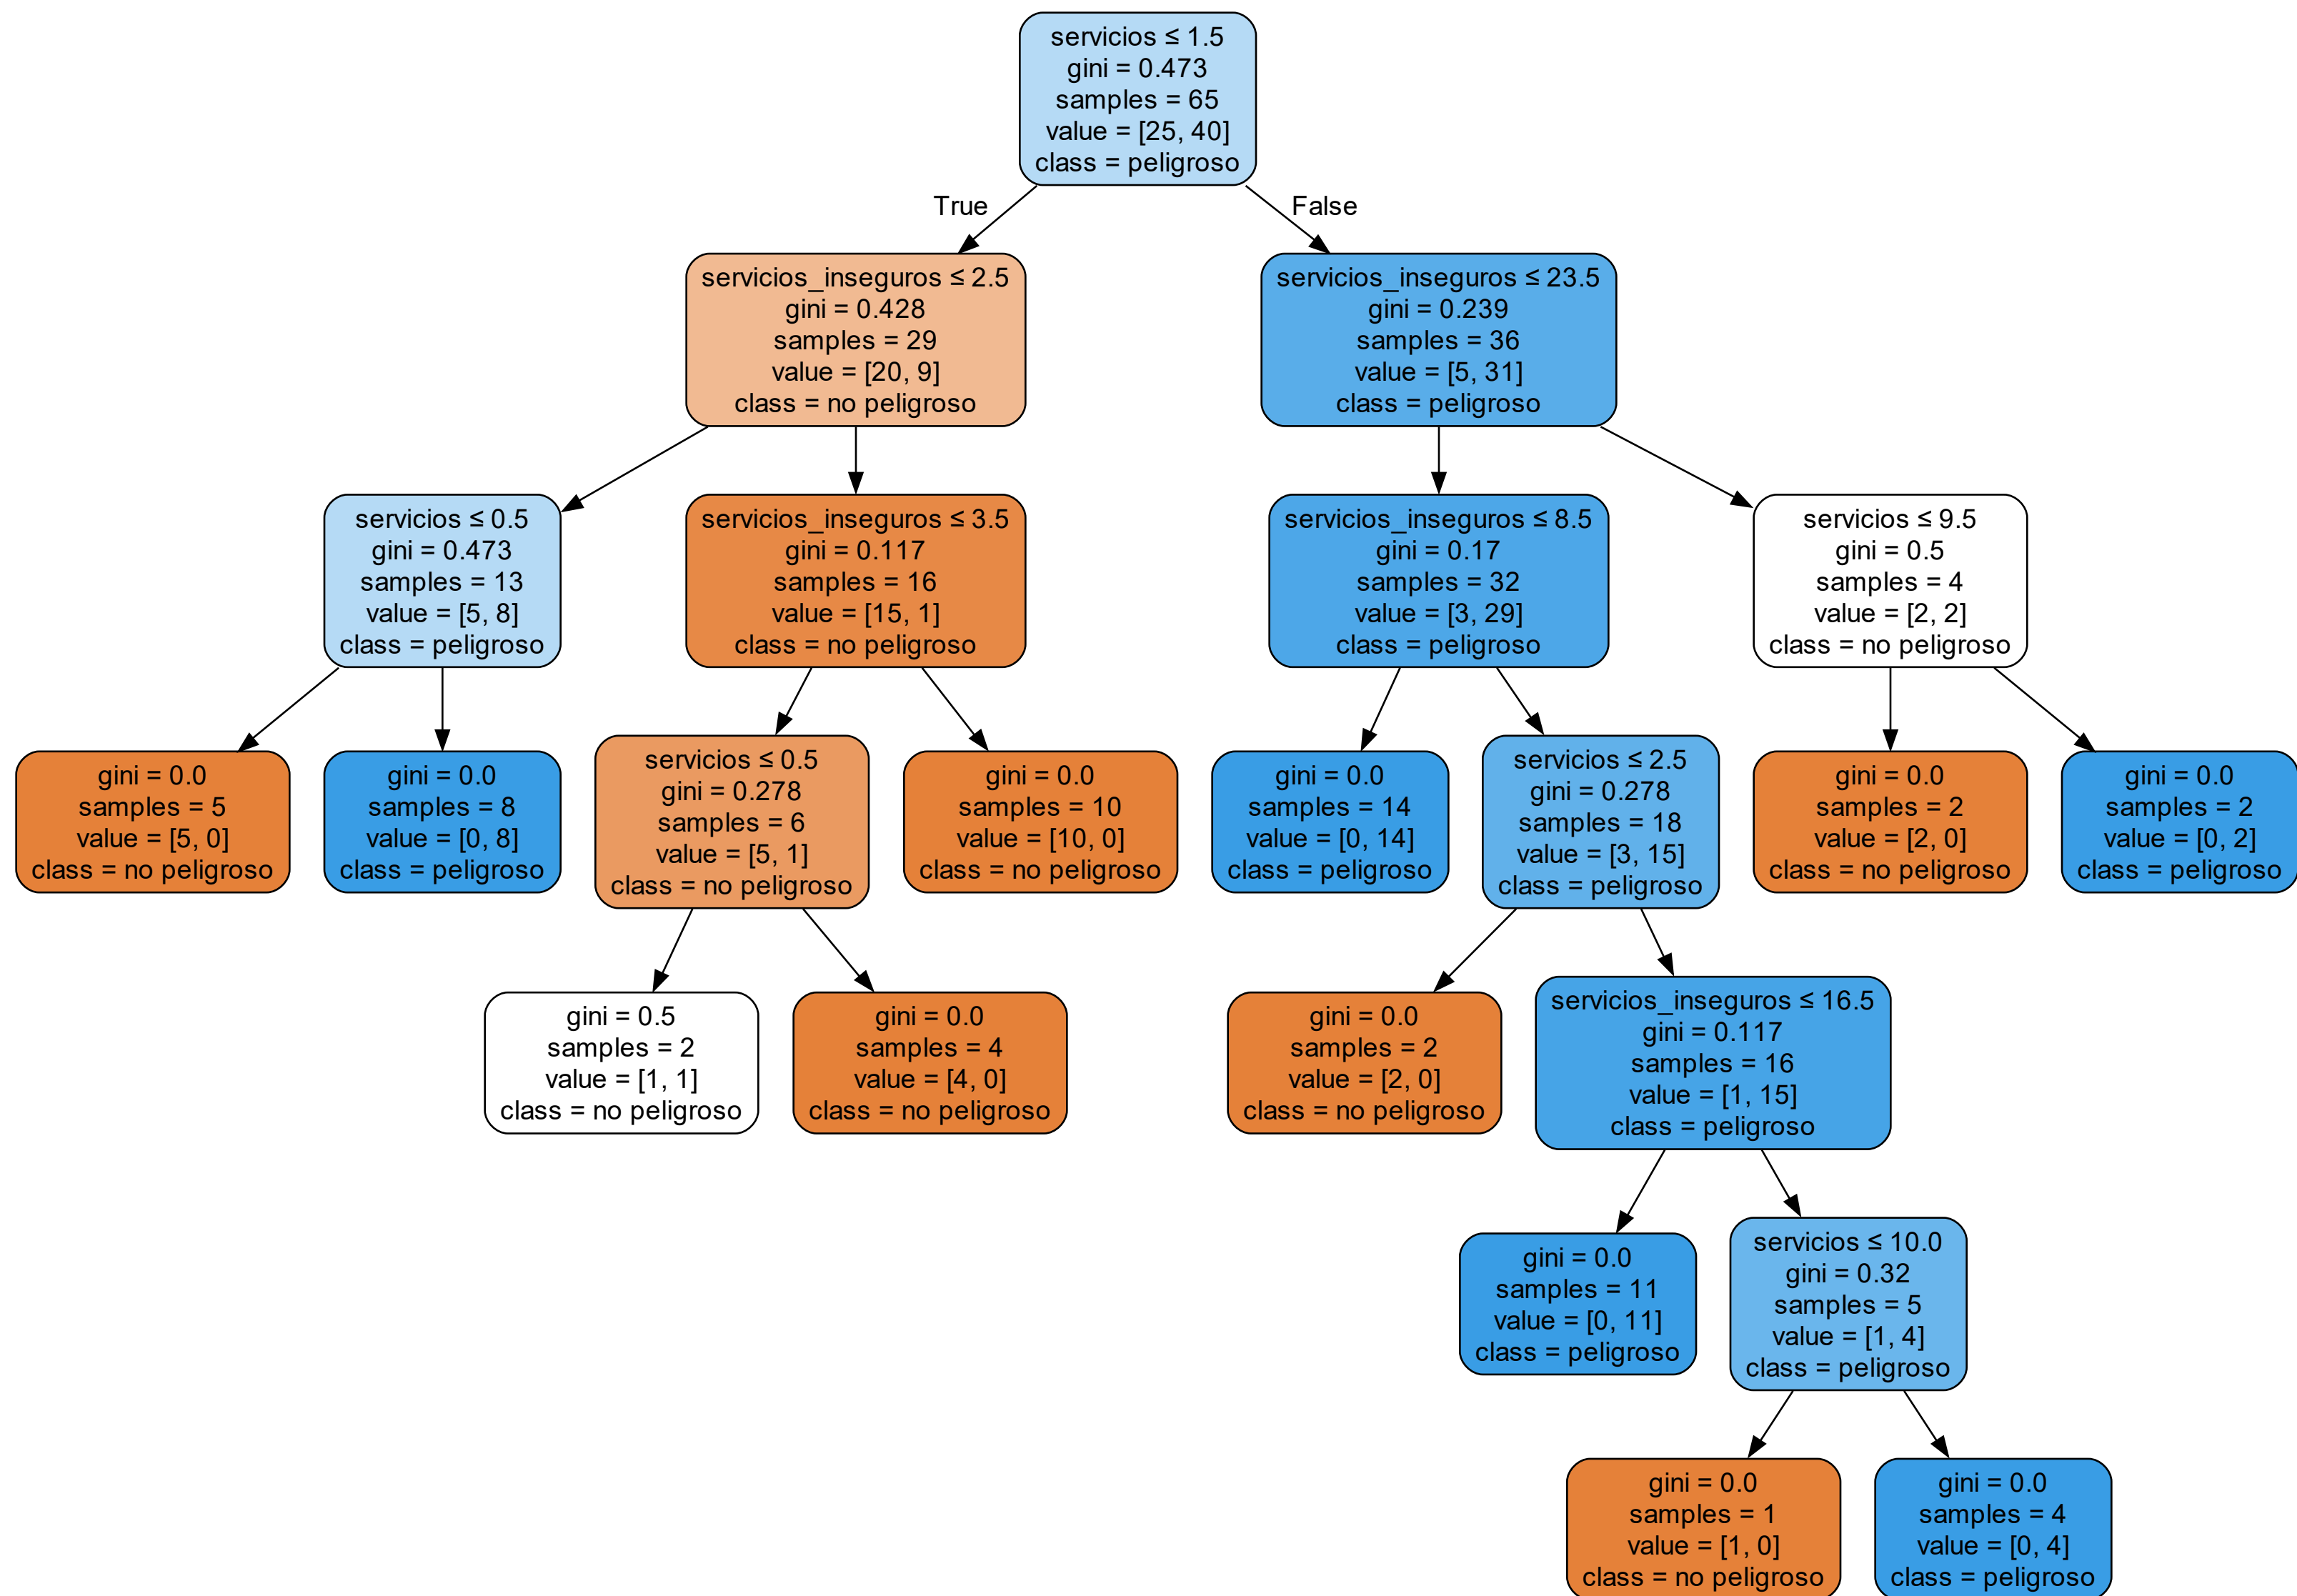 servicios ≤ 1.5
gini = 0.473
samples = 65
value = [25, 40]
class = peligroso
True
False
servicios_inseguros ≤ 2.5
gini = 0.428
samples = 29
value = [20, 9]
class = no peligroso
servicios_inseguros ≤ 23.5
gini = 0.239
samples = 36
value = [5, 31]
class = peligroso
servicios ≤ 0.5
gini = 0.473
samples = 13
value = [5, 8]
class = peligroso
servicios_inseguros ≤ 3.5
gini = 0.117
samples = 16
value = [15, 1]
class = no peligroso
servicios_inseguros ≤ 8.5
gini = 0.17
samples = 32
value = [3, 29]
class = peligroso
servicios ≤ 9.5
gini = 0.5
samples = 4
value = [2, 2]
class = no peligroso
gini = 0.0
samples = 5
value = [5, 0]
class = no peligroso
gini = 0.0
samples = 8
value = [0, 8]
class = peligroso
servicios ≤ 0.5
gini = 0.278
samples = 6
value = [5, 1]
class = no peligroso
gini = 0.0
samples = 10
value = [10, 0]
class = no peligroso
gini = 0.0
samples = 14
value = [0, 14]
class = peligroso
servicios ≤ 2.5
gini = 0.278
samples = 18
value = [3, 15]
class = peligroso
gini = 0.0
samples = 2
value = [2, 0]
class = no peligroso
gini = 0.0
samples = 2
value = [0, 2]
class = peligroso
gini = 0.5
samples = 2
value = [1, 1]
class = no peligroso
gini = 0.0
samples = 4
value = [4, 0]
class = no peligroso
gini = 0.0
samples = 2
value = [2, 0]
class = no peligroso
servicios_inseguros ≤ 16.5
gini = 0.117
samples = 16
value = [1, 15]
class = peligroso
gini = 0.0
samples = 11
value = [0, 11]
class = peligroso
servicios ≤ 10.0
gini = 0.32
samples = 5
value = [1, 4]
class = peligroso
gini = 0.0
samples = 1
value = [1, 0]
class = no peligroso
gini = 0.0
samples = 4
value = [0, 4]
class = peligroso